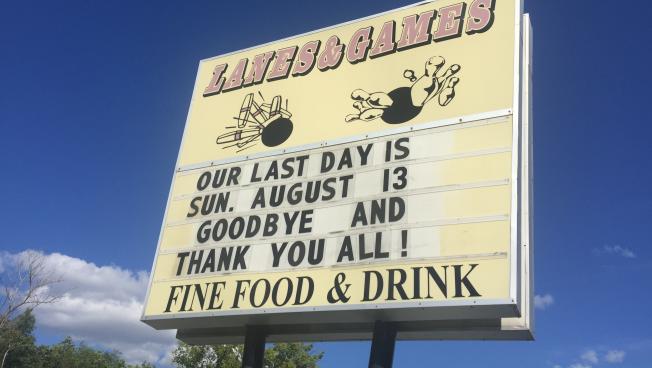 LANES&GAMES
OUR LAST DAY IS
SUN. AUGUST 13
GOODBYE AND
THANK YOU ALL!
FINE FOOD & DRINK